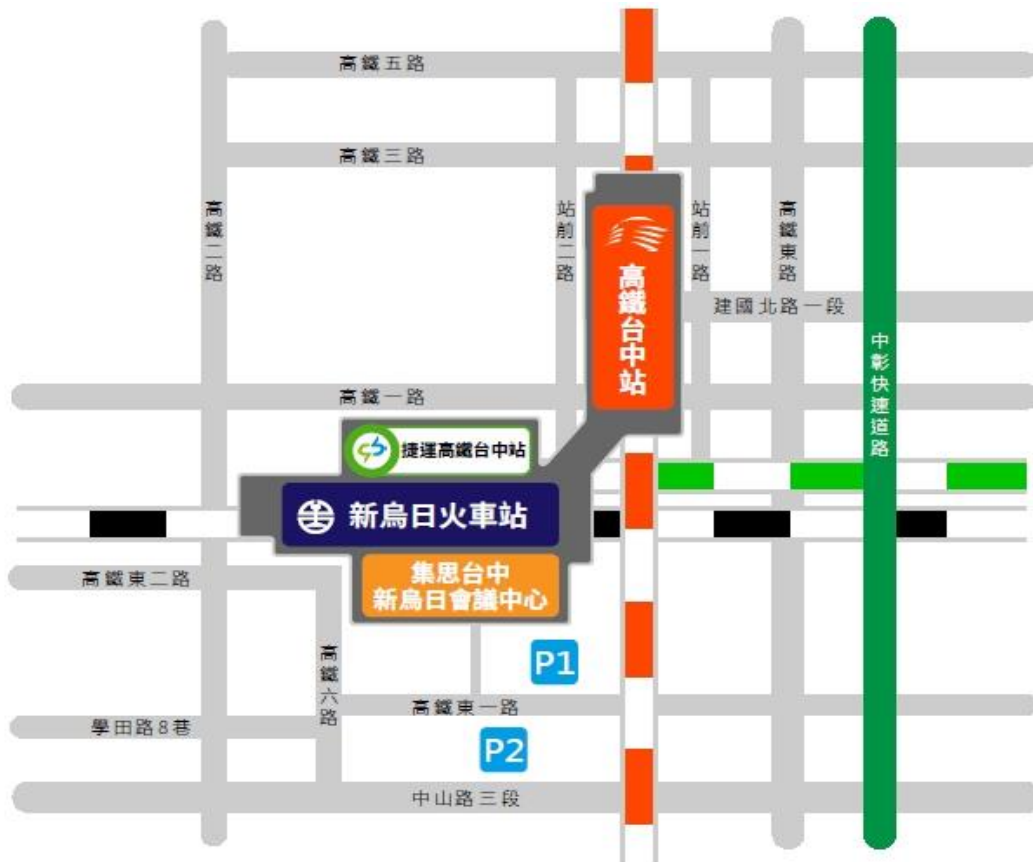 高鐵五路
高鐵三路
高鐵二路
站前二路
站前一路
高鐵東路
高鐵台中站
建國北路一段
中彰快速道路
高鐵一路
捷運高鐵台中站
新烏日火車站
集思台中
新烏日會議中心
高鐵東二路
高鐵六路
P1
高鐵東一路
學田路8巷
P2
中山路三段